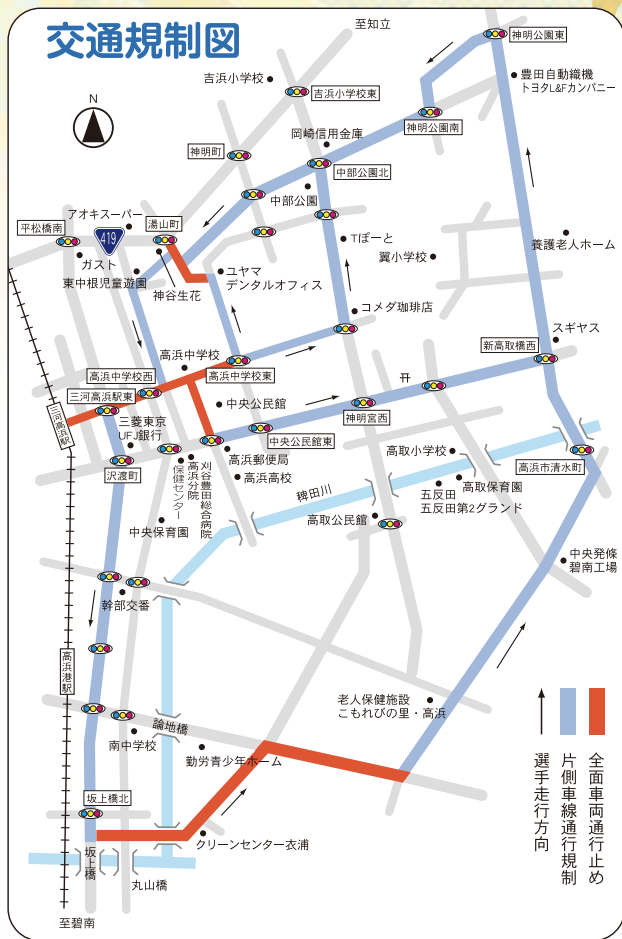 交通規制図
至知立
神明公園東
吉浜小学校
豊田自動織機
トヨタL&Fカンパニー
吉浜小学校東
N
岡崎信用金庫
神明公園南
神明町
中部公園北
中部公園
アオキスーパー
湯山町
平松橋南
419
Tぽーと
養護老人ホーム
翼小学校
ガスト
東中根児童遊園
ユヤマ
デンタルオフィス
神谷生花
コメダ珈琲店
スギヤス
新高取橋西
高浜中学校
高浜中学校西
高浜中学校東
三河高浜駅東
中央公民館
神明宮西
三河高浜駅
三菱東京
UFJ銀行
中央公民館東
高取小学校
高浜市清水町
沢渡町
高浜郵便局
高浜高校
刈谷豊田総合病院
高浜分院
保健センター
稗田川
高取保育園
五反田
五反田第2グランド
中央保育園
高取公民館
中央発條
碧南工場
幹部交番
高浜港駅
老人保健施設
こもれびの里・高浜
論地橋
南中学校
勤労青少年ホーム
全面車両通行止め
片側車線通行規制
選手走行方向
坂上橋北
クリーンセンター衣浦
坂上橋
丸山橋
至碧南